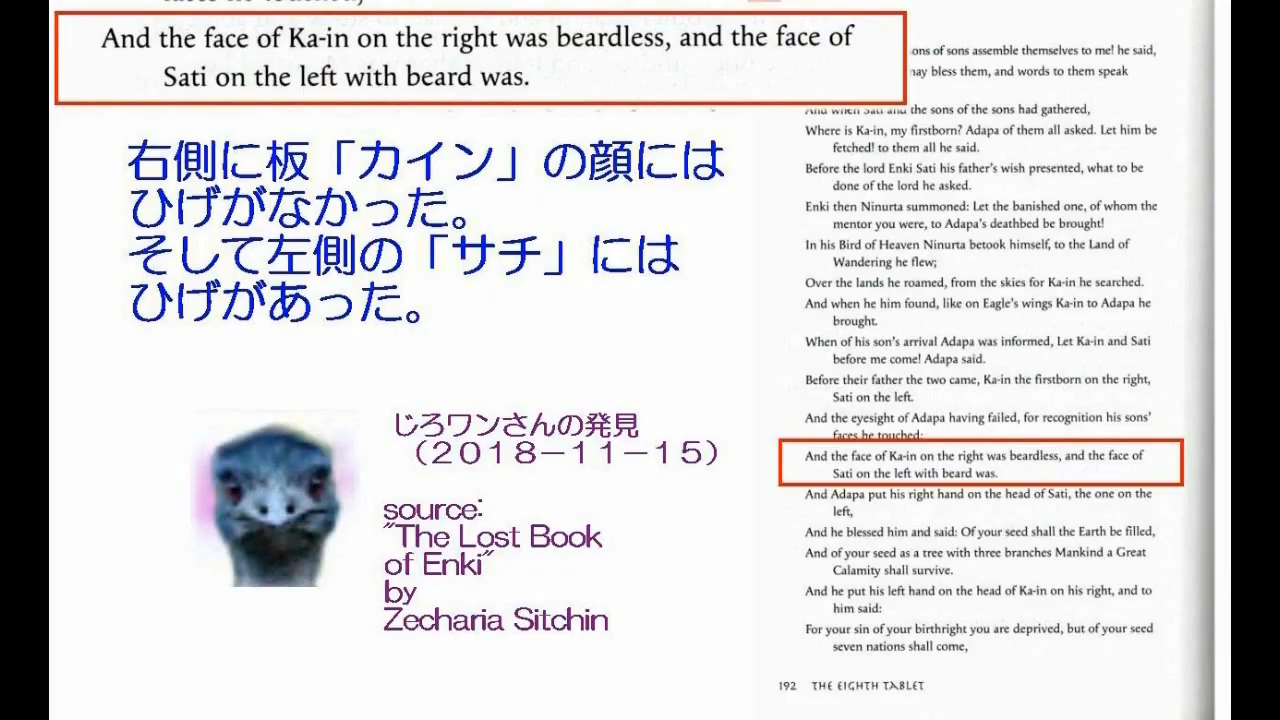 And the face of Ka-in on the right was beardless, and the face of
Sati on the left with beard was.
右側に板「カイン」の顔には
ひげがなかった。
そして左側の「サチ」には
ひげがあった。
じろワンさんの発見
（２０１８－１１－１５）
source:
"The Lost Book
of Enki"
by
Zecharia Sitchin
ons of sons assemble themselves to me! he said,
may bless them, and words to them speak
And when Sati and the sons of the sons had gathered,
Where is Ka-in, my firstborn? Adapa of them all asked. Let him be
fetched! to them all he said.
Before the lord Enki Sati his father's wish presented, what to be
done of the lord he asked.
Enki then Ninurta summoned: Let the banished one, of whom the
mentor you were, to Adapa's deathbed be brought!
In his Bird of Heaven Ninurta betook himself, to the Land of
Wandering he flew;
Over the lands he roamed, from the skies for Ka-in he searched.
And when he him found, like on Eagle's wings Ka-in to Adapa he
brought.
When of his son's arrival Adapa was informed, Let Ka-in and Sati
before me come! Adapa said.
Before their father the two came, Ka-in the firstborn on the right,
Sati on the left.
And the eyesight of Adapa having failed, for recognition his sons'
faces he touched;
And the face of Ka-in on the right was beardless, and the face of
Sati on the left with beard was.
And Adapa put his right hand on the head of Sati, the one on the
left,
And he blessed him and said: Of your seed shall the Earth be filled,
And of your seed as a tree with three branches Mankind a Great
Calamity shall survive.
And he put his left hand on the head of Ka-in on his right, and to
him said:
For your sin of your birthright you are deprived, but of your seed
seven nations shall come,
192 THE EIGHTH TABLET